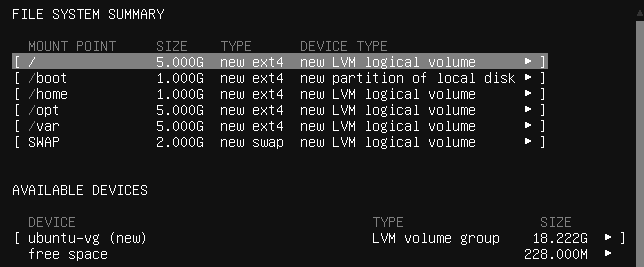 FILE SYSTEM SUMMARY
MOUNT POINT SIZE TYPE DEVICE TYPE
[ / 5.000G new ext4 new LVM logical volume ▸ ]
[ /boot 1.000G new ext4 new partition of local disk ▸ ]
[ /home 1.000G new ext4 new LVM logical volume ▸ ]
[ /opt 5.000G new ext4 new LVM logical volume ▸ ]
[ /var 5.000G new ext4 new LVM logical volume ▸ ]
[ SWAP 2.000G new swap new LVM logical volume ▸ ]
AVAILABLE DEVICES
DEVICE TYPE SIZE
[ ubuntu-vg (new) LVM volume group 18.222G ▸ ]
free space 228.000M ▸